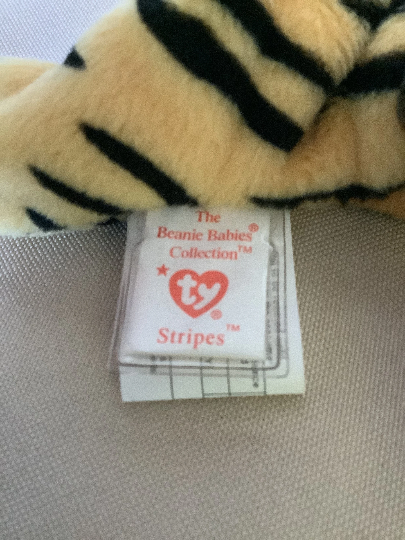 The
Beanie Babies®
Collection™
ty®
Stripes™